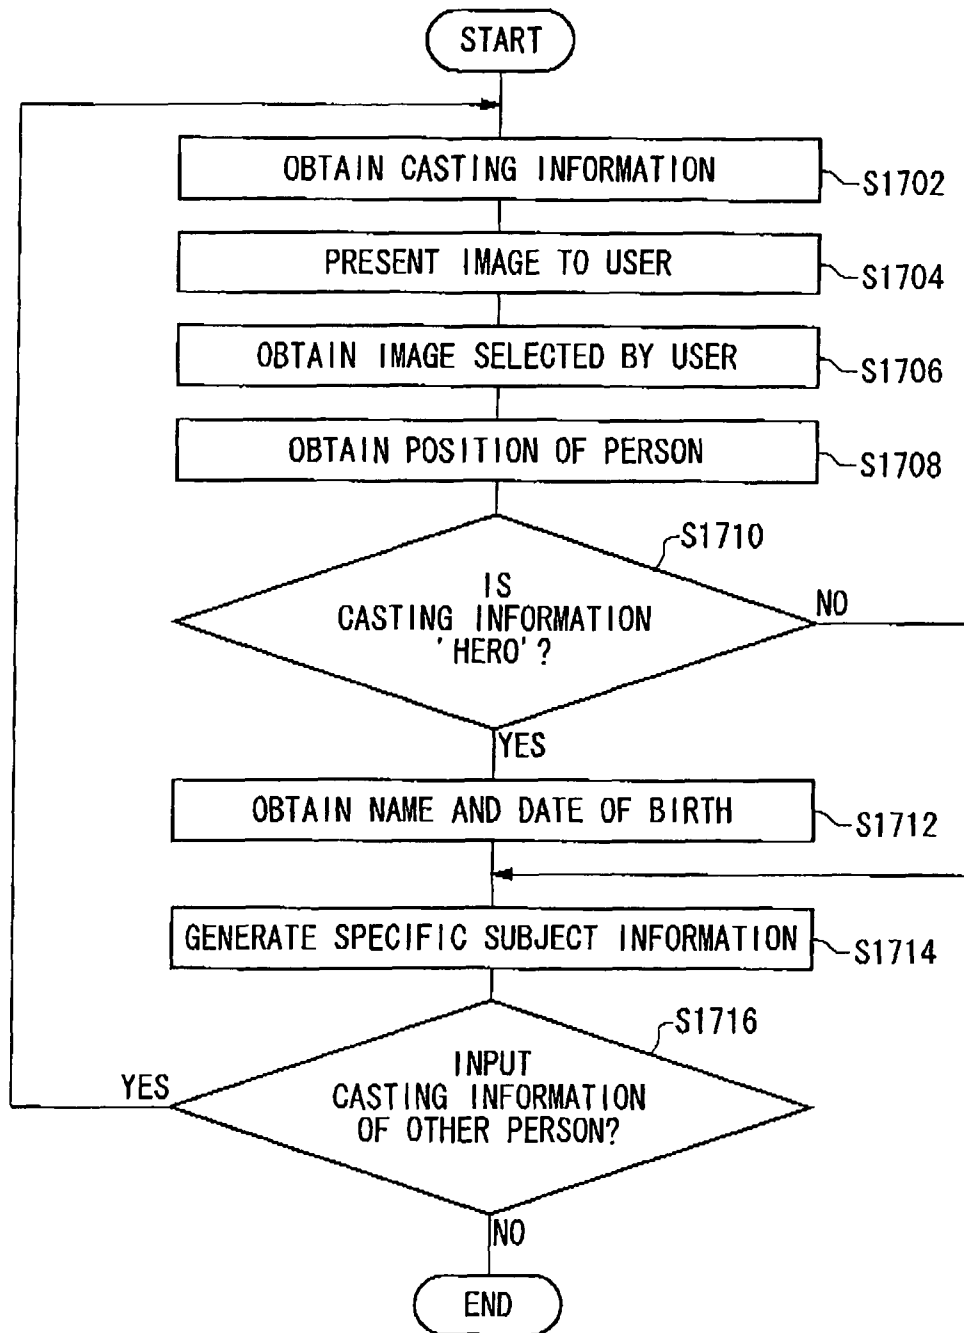 START
OBTAIN CASTING INFORMATION
S1702
PRESENT IMAGE TO USER
S1704
OBTAIN IMAGE SELECTED BY USER
S1706
OBTAIN POSITION OF PERSON
S1708
S1710
IS
CASTING INFORMATION
'HERO'?
NO
YES
OBTAIN NAME AND DATE OF BIRTH
S1712
GENERATE SPECIFIC SUBJECT INFORMATION
S1714
S1716
INPUT
CASTING INFORMATION
OF OTHER PERSON?
YES
NO
END